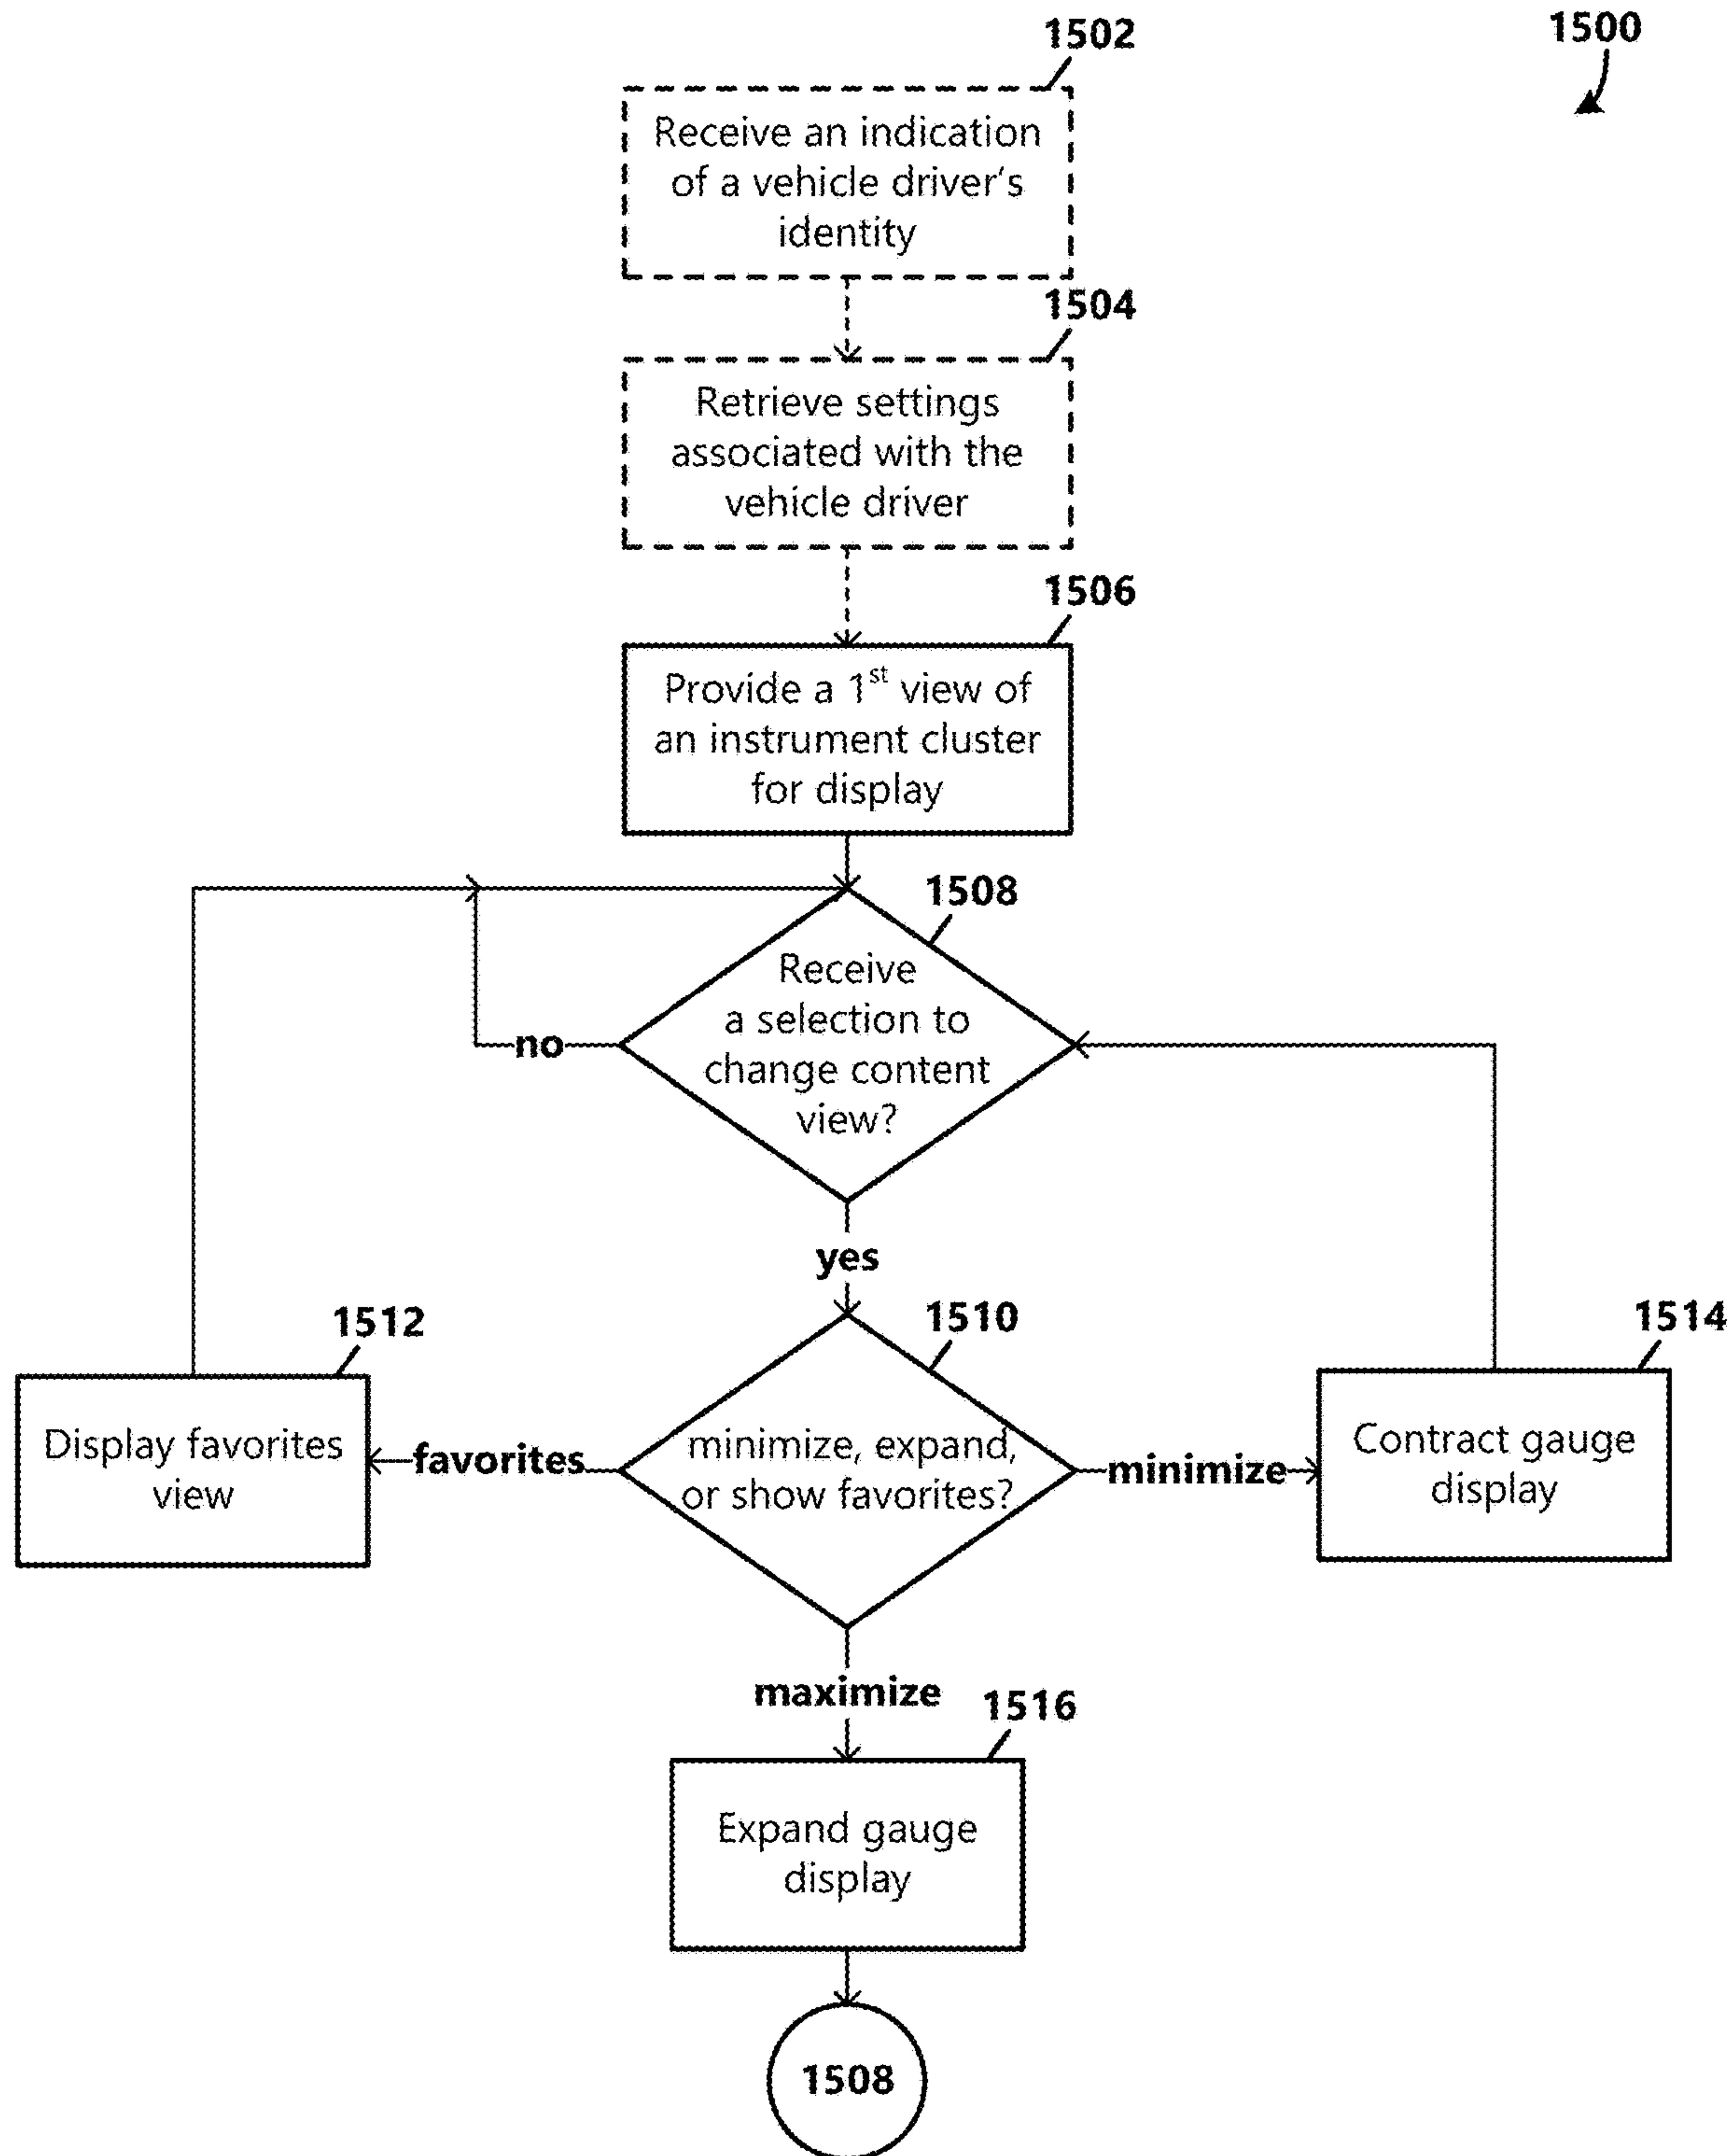 1502
1500
Receive an indication
of a vehicle driver's
identity
1504
Retrieve settings
associated with the
vehicle driver
1506
Provide a 1st view of
an instrument cluster
for display
1508
Receive
a selection to
change content
view?
no
yes
1512
1510
1514
Display favorites
view
favorites
minimize, expand,
or show favorites?
minimize
Contract gauge
display
maximize
1516
Expand gauge
display
1508